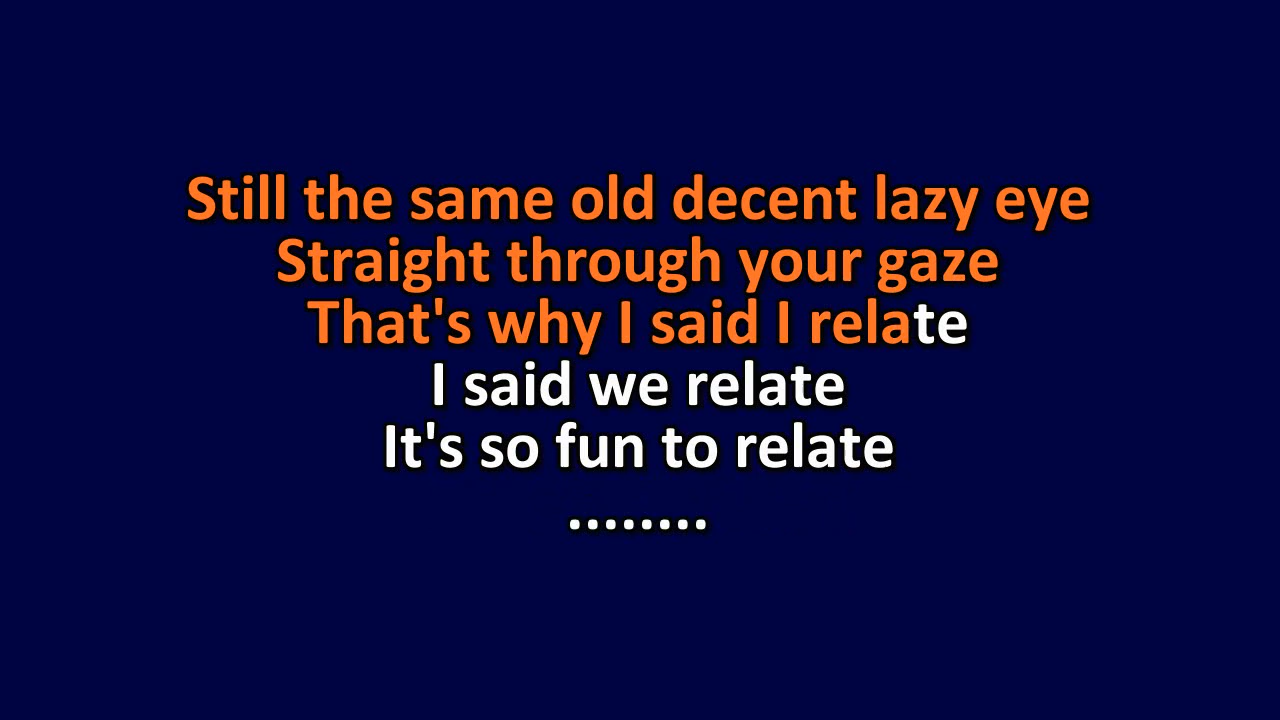 Still the same old decent lazy eye
Straight through your gaze
That's why I said I relate
I said we relate
It's so fun to relate
........